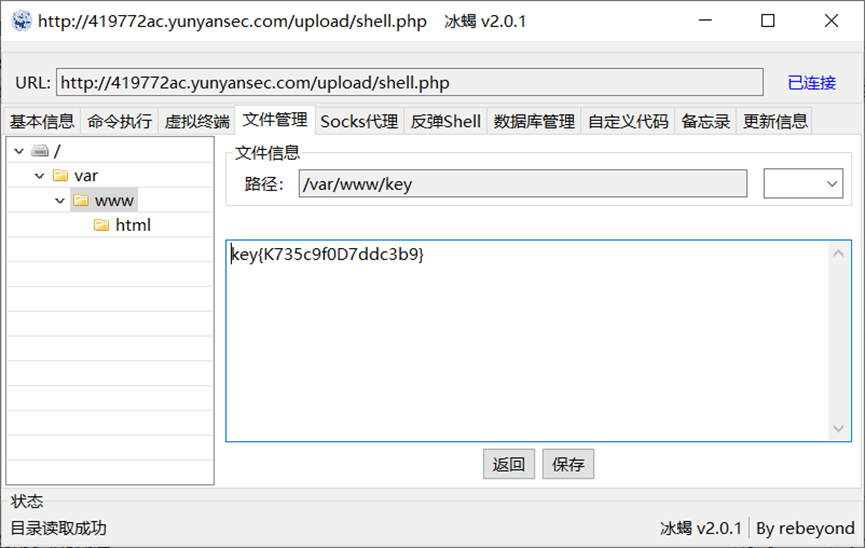 http://419772ac.yunyansec.com/upload/shell.php 冰蝎 v2.0.1
URL: http://419772ac.yunyansec.com/upload/shell.php 已连接
基本信息 命令执行 虚拟终端 文件管理 Socks代理 反弹Shell 数据库管理 自定义代码 备忘录 更新信息
/
var
www
html
文件信息
路径: /var/www/key
key{K735c9f0D7ddc3b9}
返回 保存
状态
目录读取成功 冰蝎 v2.0.1 By rebeyond